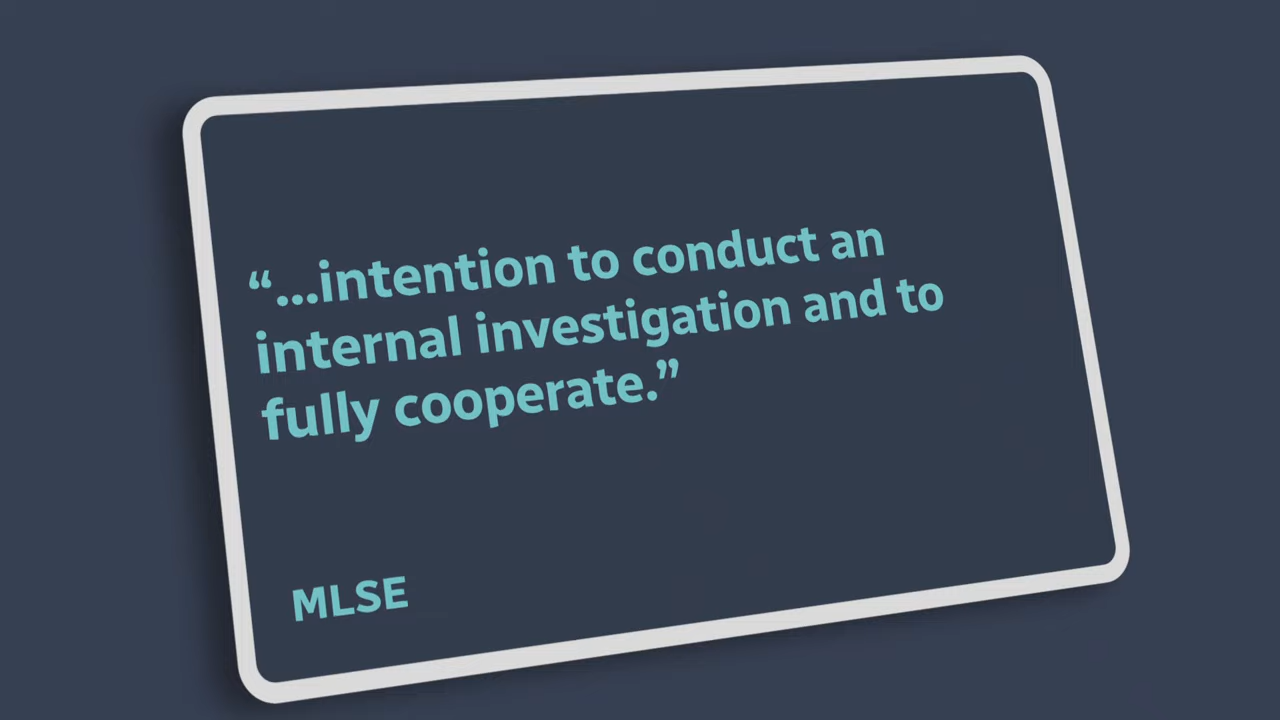 “...intention to conduct an
internal investigation and to
fully cooperate.”
MLSE